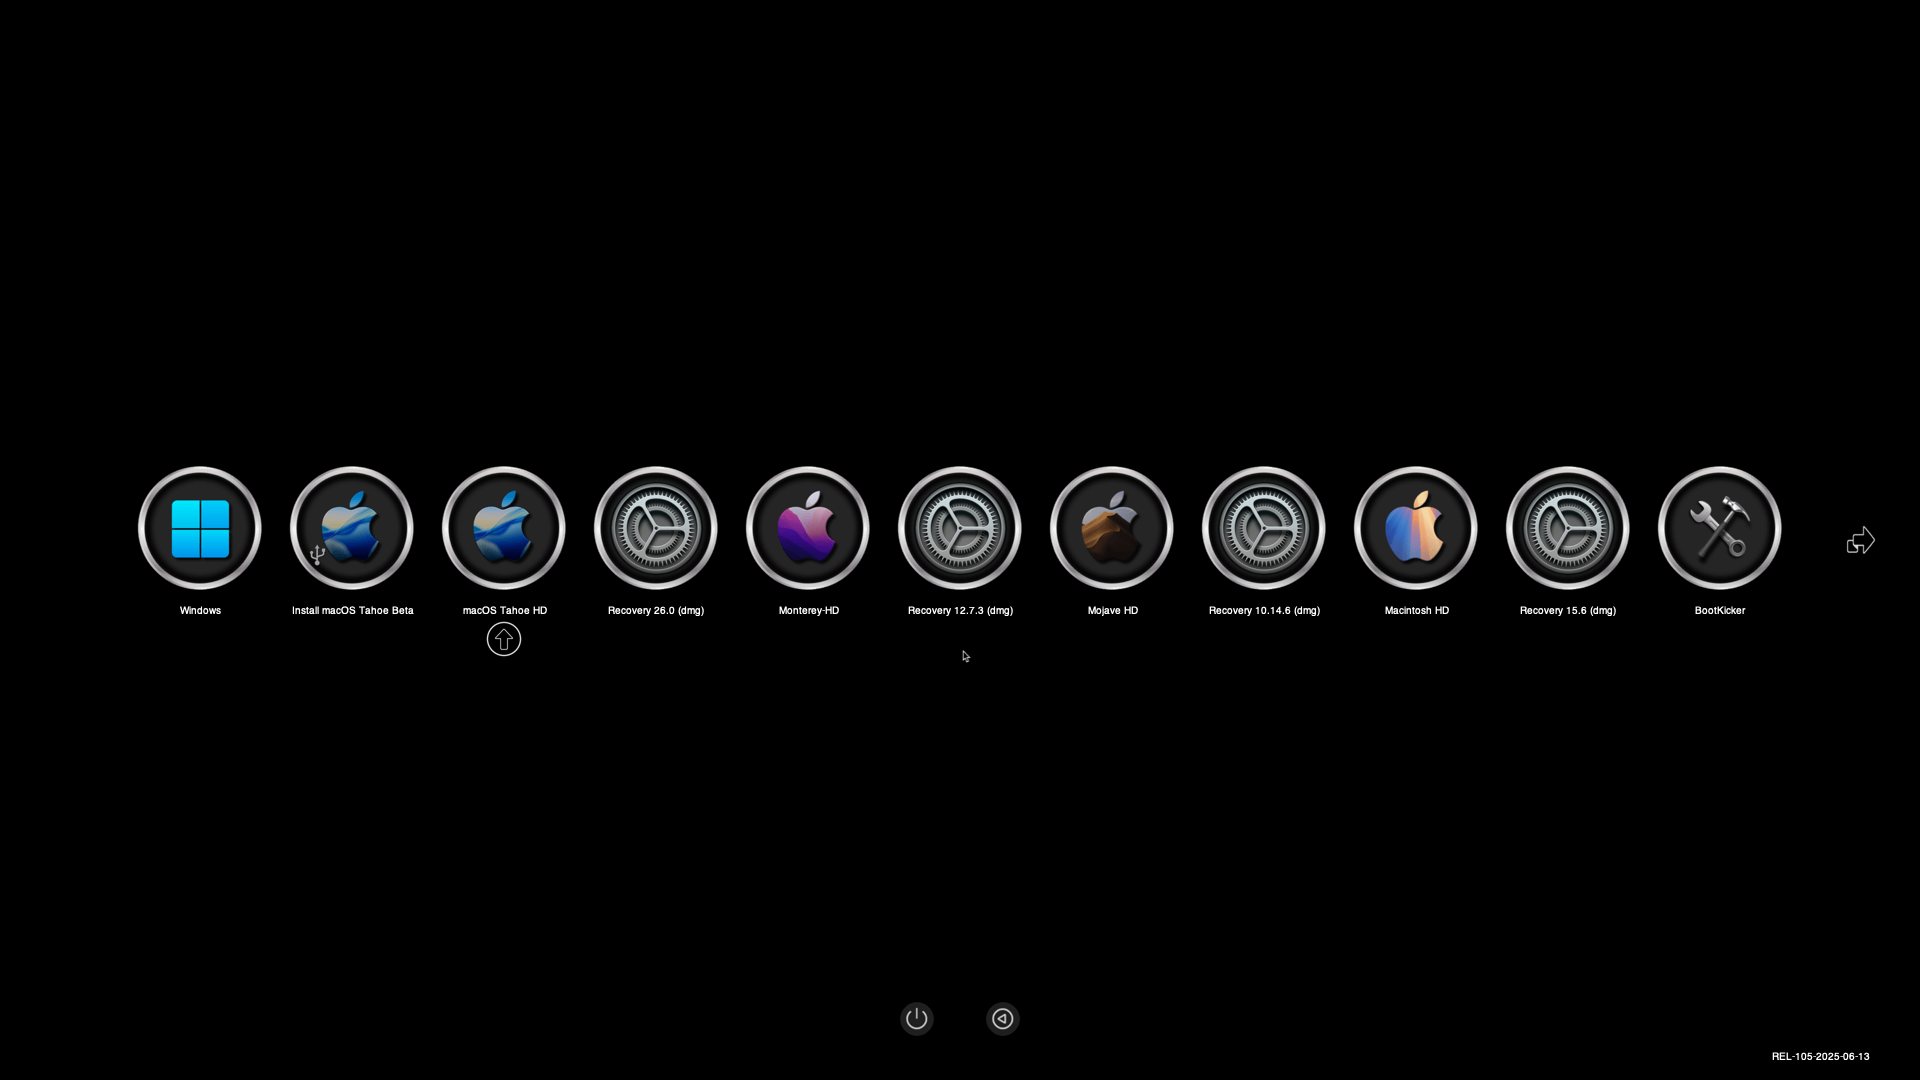 Windows
Install macOS Tahoe Beta
macOS Tahoe HD
Recovery 26.0 (dmg)
Monterey-HD
Recovery 12.7.3 (dmg)
Mojave HD
Recovery 10.14.6 (dmg)
Macintosh HD
Recovery 15.6 (dmg)
BootKicker
REL-105-2025-06-13